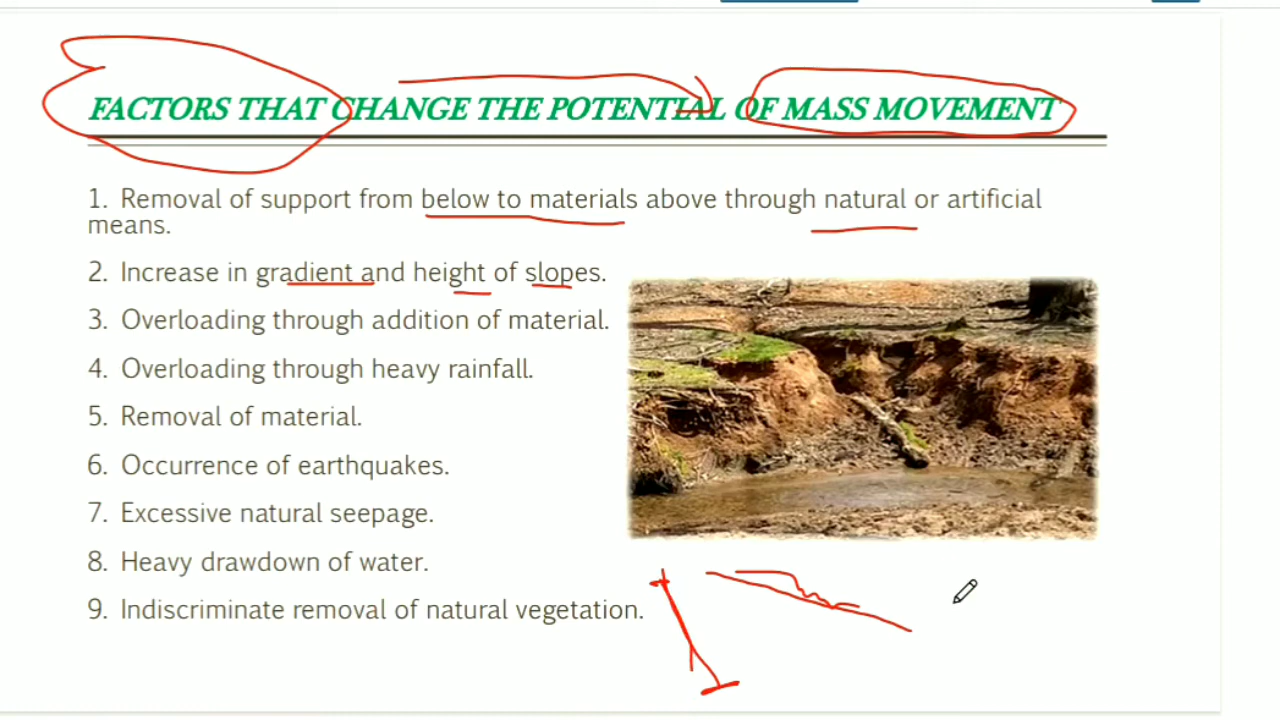 FACTORS THAT CHANGE THE POTENTIAL OF MASS MOVEMENT
1. Removal of support from below to materials above through natural or artificial
means.
2. Increase in gradient and height of slopes.
3. Overloading through addition of material.
4. Overloading through heavy rainfall.
5. Removal of material.
6. Occurrence of earthquakes.
7. Excessive natural seepage.
8. Heavy drawdown of water.
9. Indiscriminate removal of natural vegetation.